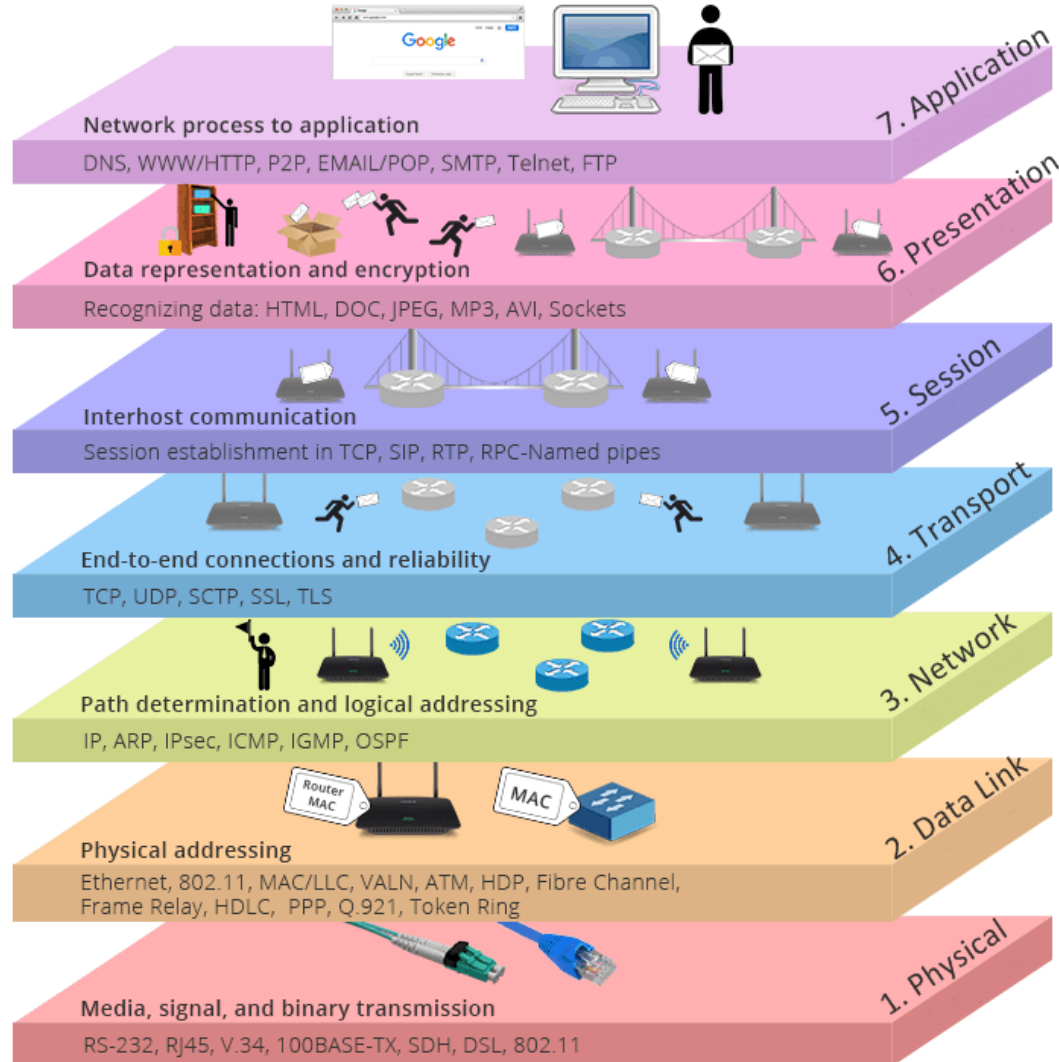 Google
7. Application
Network process to application
DNS, WWW/HTTP, P2P, EMAIL/POP, SMTP, Telnet, FTP
6. Presentation
Data representation and encryption
Recognizing data: HTML, DOC, JPEG, MP3, AVI, Sockets
5. Session
Interhost communication
Session establishment in TCP, SIP, RTP, RPC-Named pipes
4. Transport
End-to-end connections and reliability
TCP, UDP, SCTP, SSL, TLS
3. Network
Path determination and logical addressing
IP, ARP, IPsec, ICMP, IGMP, OSPF
Router
MAC
MAC
2. Data Link
Physical addressing
Ethernet, 802.11, MAC/LLC, VALN, ATM, HDP, Fibre Channel,
Frame Relay, HDLC, PPP, Q.921, Token Ring
1. Physical
Media, signal, and binary transmission
RS-232, RJ45, V.34, 100BASE-TX, SDH, DSL, 802.11